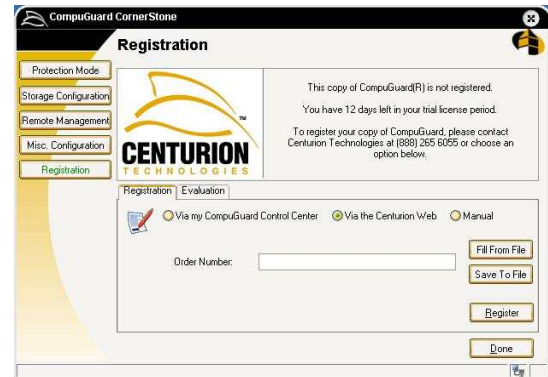 CompuGuard CornerStone
Registration
Protection Mode
Storage Configuration
Remote Management
Misc. Configuration
Registration
CENTURION
TECHNOLOGIES
TM
This copy of CompuGuard(R) is not registered.
You have 12 days left in your trial license period.
To register your copy of CompuGuard, please contact
Centurion Technologies at (888) 265 6055 or choose an
option below.
Registration Evaluation
Via my CompuGuard Control Center Via the Centurion Web Manual
Order Number:
Fill From File
Save To File
Register
Done